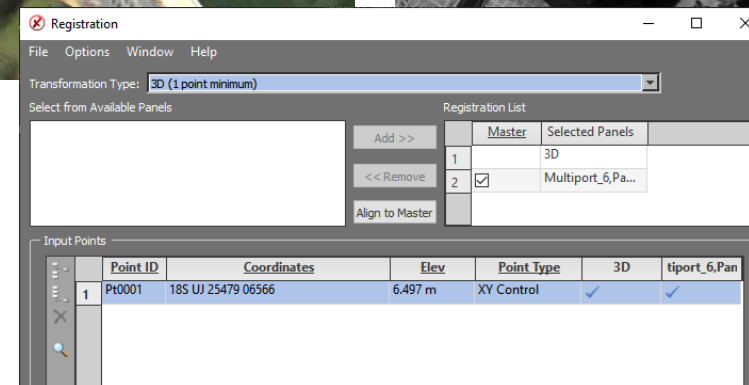 Registration
File Options Window Help
Transformation Type: 3D (1 point minimum)
Select from Available Panels
Registration List
Add >>
<< Remove
Align to Master
Master Selected Panels
1 3D
2 Multiport_6,Pa...
Input Points
Point ID Coordinates Elev Point Type 3D tiport_6,Pan
1 Pt0001 18S UJ 25479 06566 6.497 m XY Control